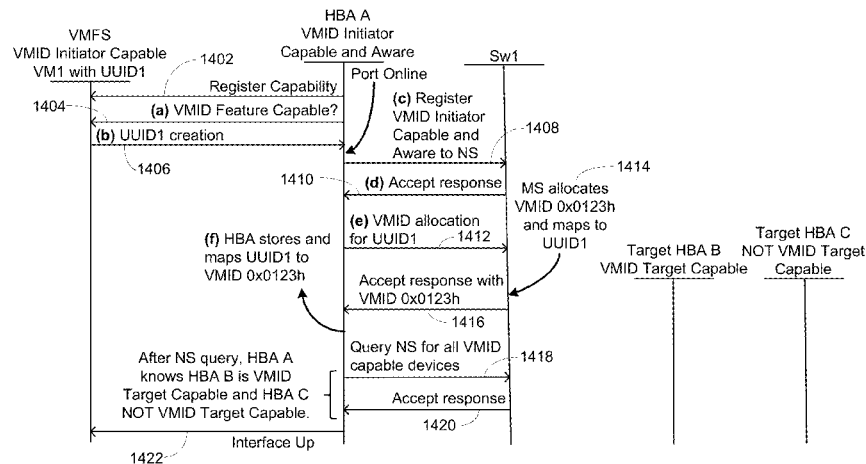 VMFS
VMID Initiator Capable
VM1 with UUID1
HBA A
VMID Initiator
Capable and Aware
Sw1
1402
Register Capability
Port Online
1404
(a) VMID Feature Capable?
(b) UUID1 creation
1406
(c) Register
VMID Initiator
Capable and
Aware to NS
1408
1410
(d) Accept response
1414
MS allocates
VMID 0x0123h
and maps to
UUID1
(e) VMID allocation
for UUID1
1412
(f) HBA stores and
maps UUID1 to
VMID 0x0123h
Target HBA B
VMID Target Capable
Target HBA C
NOT VMID Target
Capable
Accept response with
VMID 0x0123h
1416
After NS query, HBA A
knows HBA B is VMID
Target Capable and HBA C
NOT VMID Target Capable.
Query NS for all VMID
capable devices
1418
Accept response
1420
Interface Up
1422